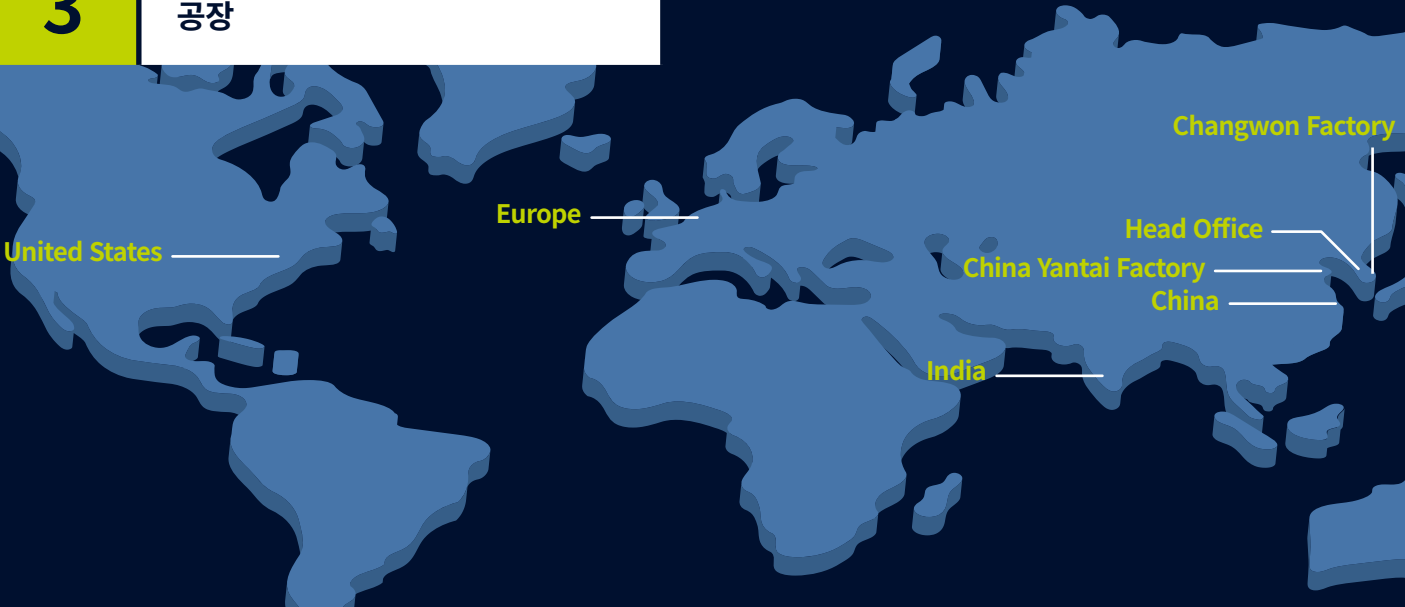 3
공장
Changwon Factory
Europe
Head Office
United States
China Yantai Factory
China
India